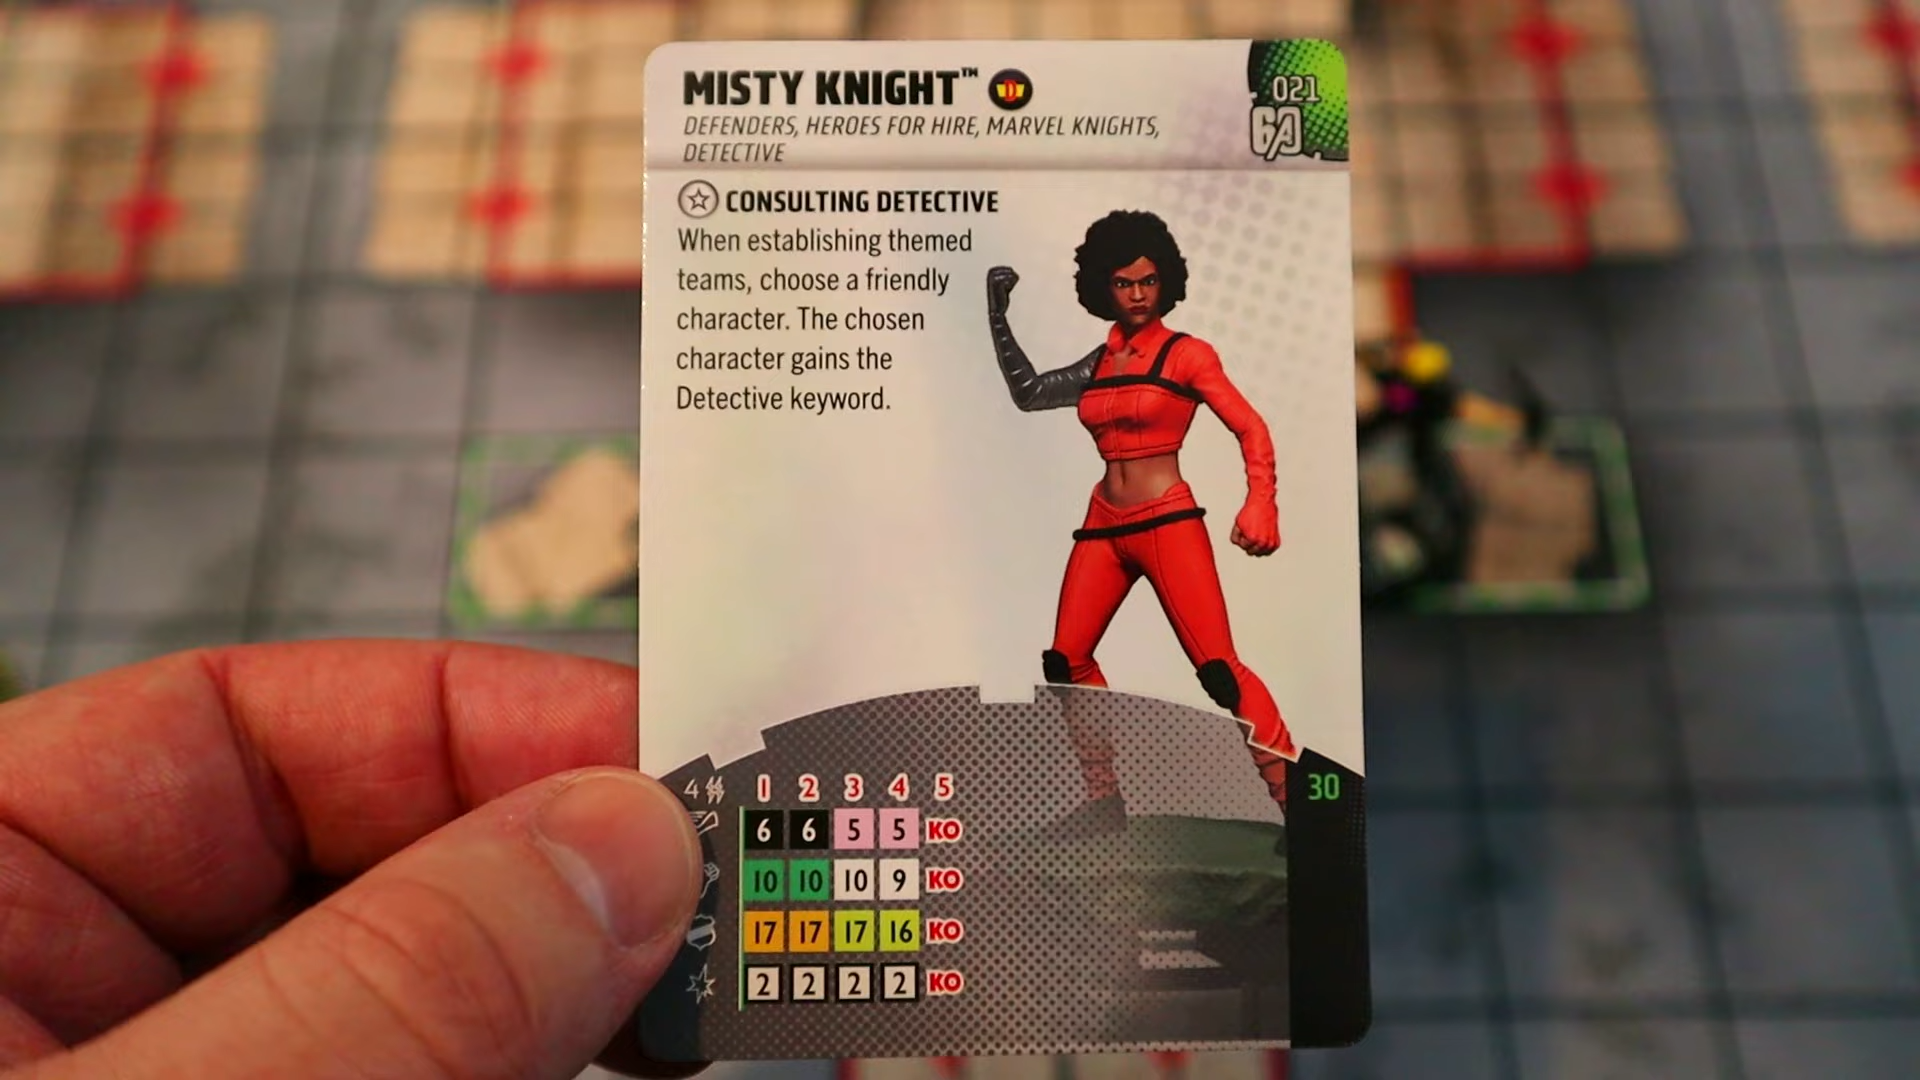 MISTY KNIGHT™ D
021
60
DEFENDERS, HEROES FOR HIRE, MARVEL KNIGHTS,
DETECTIVE
CONSULTING DETECTIVE
When establishing themed
teams, choose a friendly
character. The chosen
character gains the
Detective keyword.
4 1 2 3 4 5 30
6 6 5 5 KO
10 10 10 9 KO
17 17 17 16 KO
2 2 2 2 KO